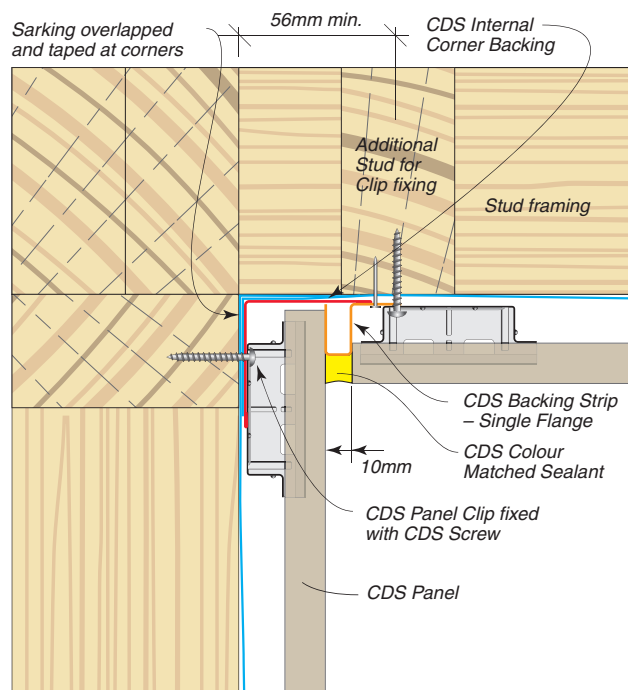 Sarking overlapped
and taped at corners
56mm min.
CDS Internal
Corner Backing
Additional
Stud for
Clip fixing
Stud framing
CDS Backing Strip
– Single Flange
CDS Colour
Matched Sealant
10mm
CDS Panel Clip fixed
with CDS Screw
CDS Panel